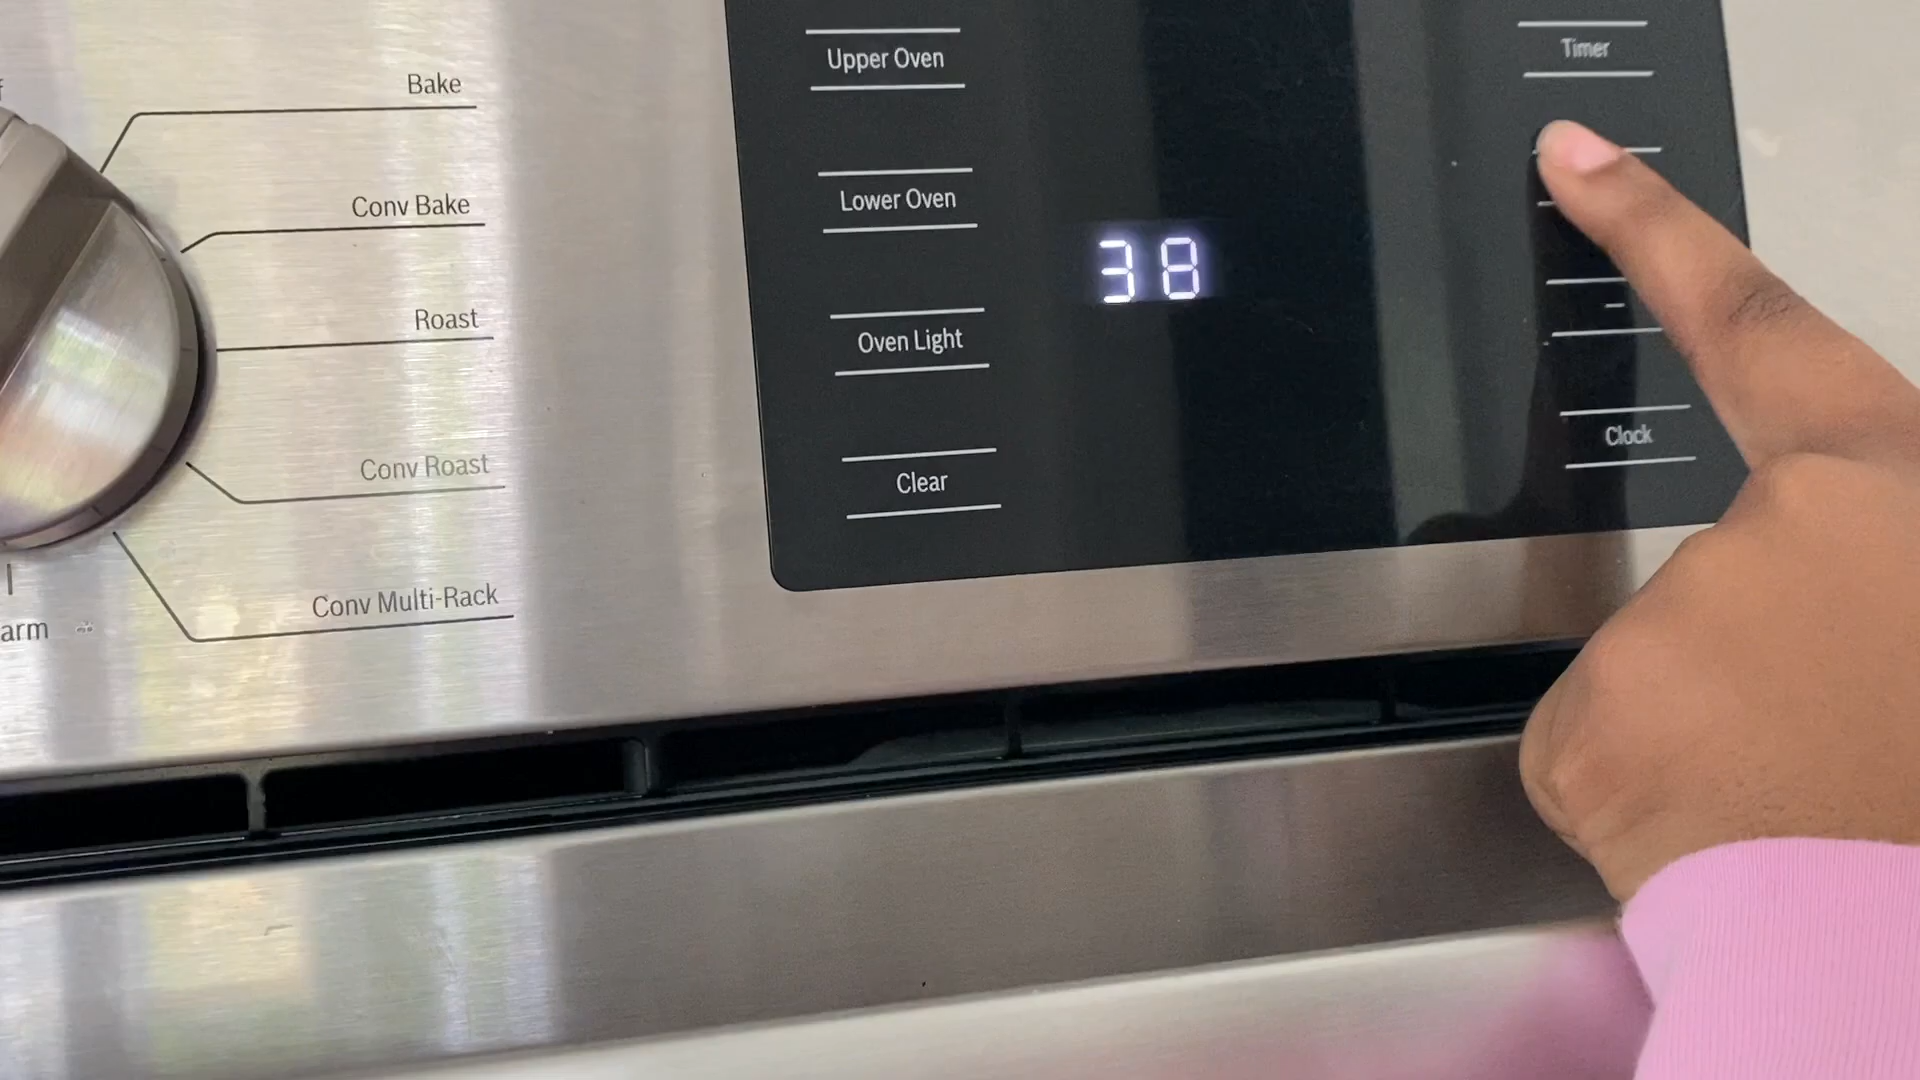 Bake
Conv Bake
Roast
Conv Roast
Conv Multi-Rack
arm
Upper Oven
Lower Oven
Oven Light
Clear
38
Timer
-
Clock